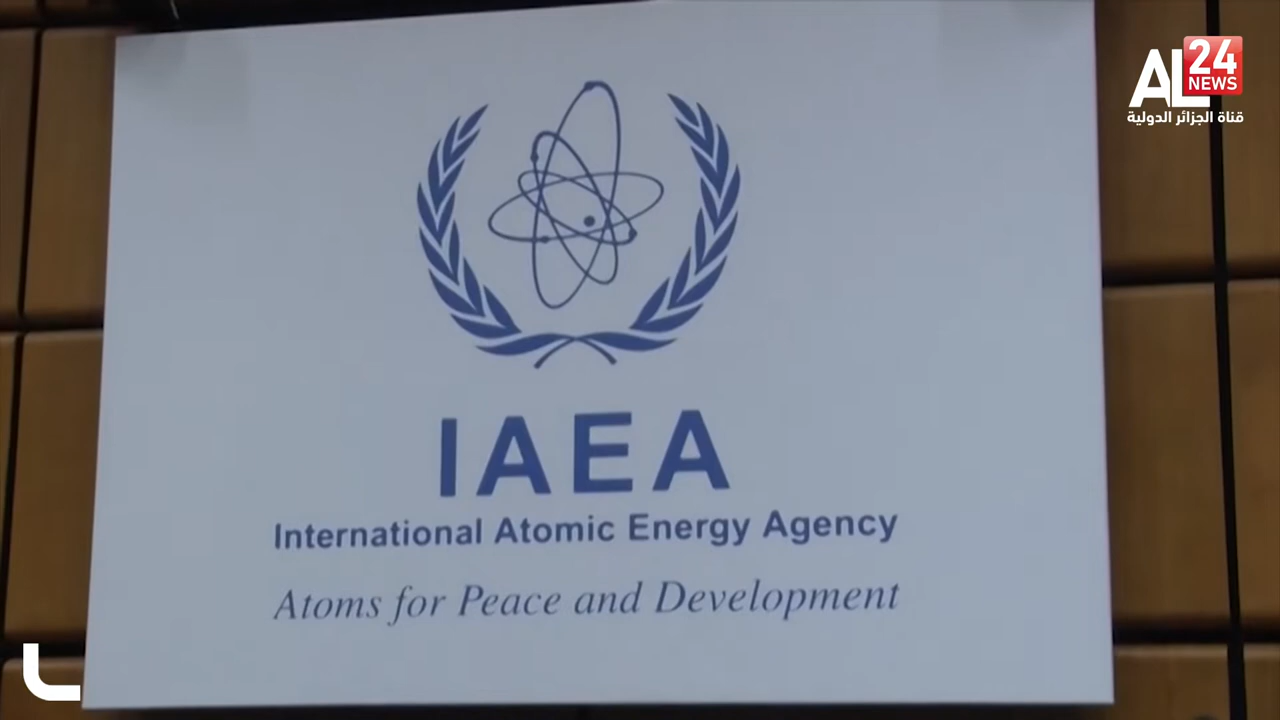 AL
24
NEWS
قناة الجزائر الدولية
IAEA
International Atomic Energy Agency
Atoms for Peace and Development